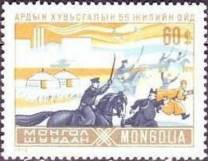 АРДЫН ХУВЬСГАЛЫН 55 ЖИЛИЙН ОЙД
60₮
МОНГОЛ
ШУУДАН
MONGOLIA